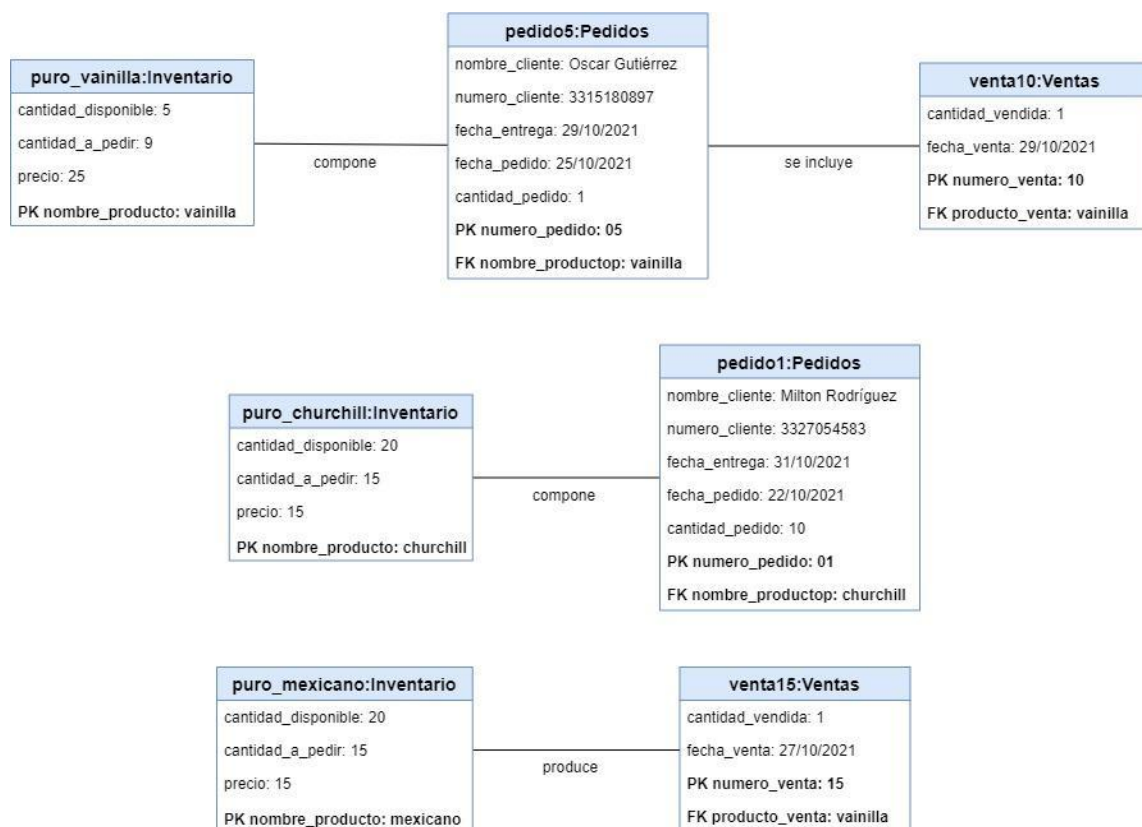 puro_vainilla:Inventario
cantidad_disponible: 5
cantidad_a_pedir: 9
precio: 25
PK nombre_producto: vainilla
compone
pedido5:Pedidos
nombre_cliente: Oscar Gutiérrez
numero_cliente: 3315180897
fecha_entrega: 29/10/2021
fecha_pedido: 25/10/2021
cantidad_pedido: 1
PK numero_pedido: 05
FK nombre_productop: vainilla
se incluye
venta10:Ventas
cantidad_vendida: 1
fecha_venta: 29/10/2021
PK numero_venta: 10
FK producto_venta: vainilla
puro_churchill:Inventario
cantidad_disponible: 20
cantidad_a_pedir: 15
precio: 15
PK nombre_producto: churchill
compone
pedido1:Pedidos
nombre_cliente: Milton Rodríguez
numero_cliente: 3327054583
fecha_entrega: 31/10/2021
fecha_pedido: 22/10/2021
cantidad_pedido: 10
PK numero_pedido: 01
FK nombre_productop: churchill
puro_mexicano:Inventario
cantidad_disponible: 20
cantidad_a_pedir: 15
precio: 15
PK nombre_producto: mexicano
produce
venta15:Ventas
cantidad_vendida: 1
fecha_venta: 27/10/2021
PK numero_venta: 15
FK producto_venta: vainilla